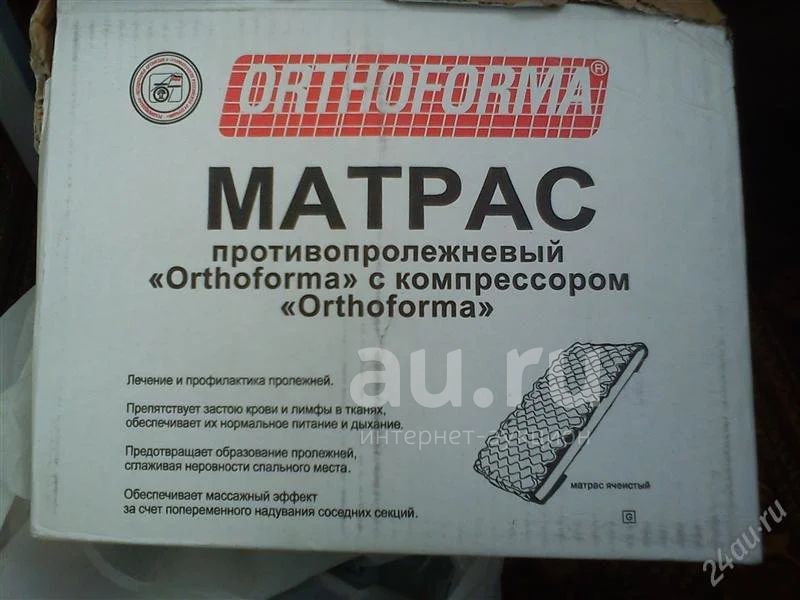 ORTHOFORMA®
МАТРАС
противопролежневый
«Orthoforma» с компрессором
«Orthoforma»
Лечение и профилактика пролежней.
Препятствует застою крови и лимфы в тканях,
обеспечивает их нормальное питание и дыхание.
Предотвращает образование пролежней,
сглаживая неровности спального места.
Обеспечивает массажный эффект
за счет попеременного надувания соседних секций.
матрас ячеистый
G
au.ru
интернет-аукцион
24au.ru